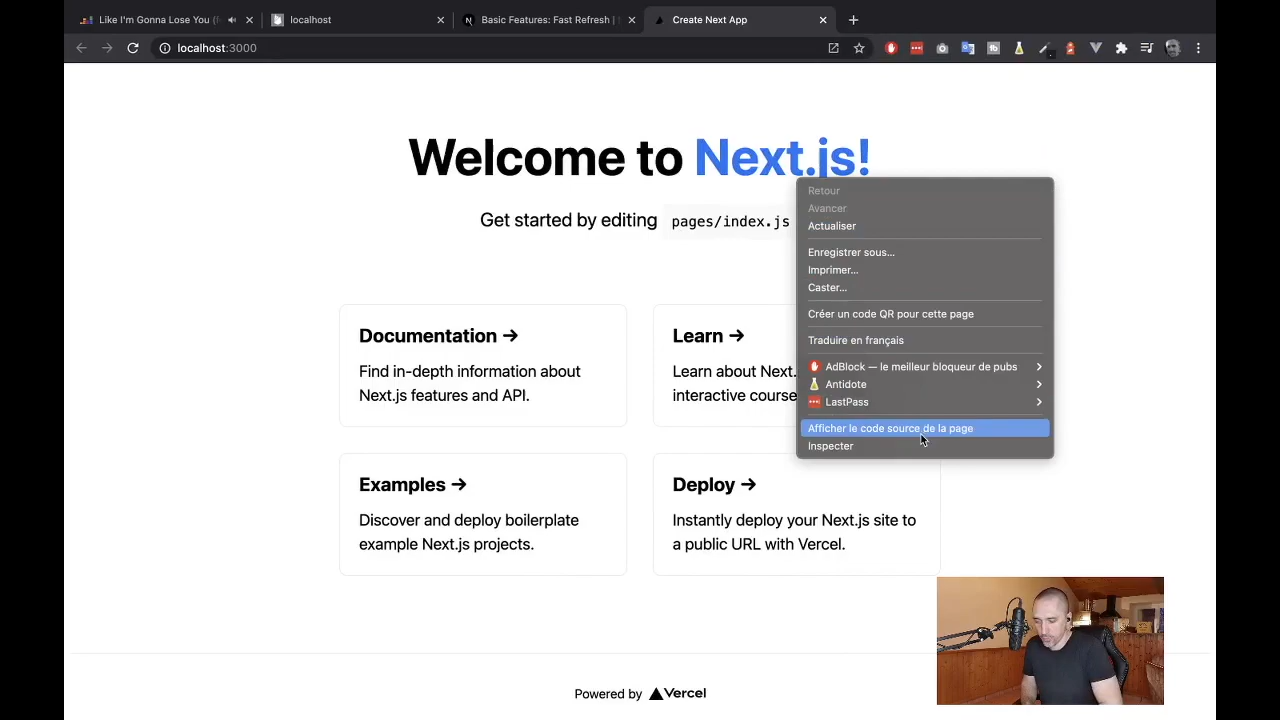 Like I'm Gonna Lose You (
localhost
Basic Features: Fast Refresh |
Create Next App
localhost:3000
Welcome to Next.js!
Get started by editing pages/index.js
Retour
Avancer
Actualiser
Enregistrer sous...
Imprimer...
Caster...
Créer un code QR pour cette page
Traduire en français
AdBlock — le meilleur bloqueur de pubs
Antidote
LastPass
Afficher le code source de la page
Inspecter
Documentation →
Find in-depth information about
Next.js features and API.
Learn →
Learn about Next.
interactive course
Examples →
Discover and deploy boilerplate
example Next.js projects.
Deploy →
Instantly deploy your Next.js site to
a public URL with Vercel.
Powered by Vercel